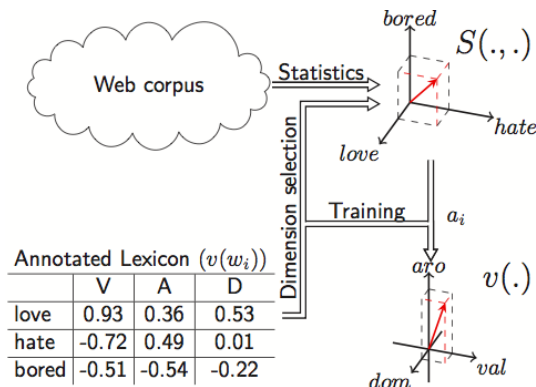 bored
S(.,.)
Web corpus
Statistics
hate
love
Dimension selection
Training
a_i
Annotated Lexicon (v(w_i))
V A D
love 0.93 0.36 0.53
hate -0.72 0.49 0.01
bored -0.51 -0.54 -0.22
aro
v(.)
val
dom